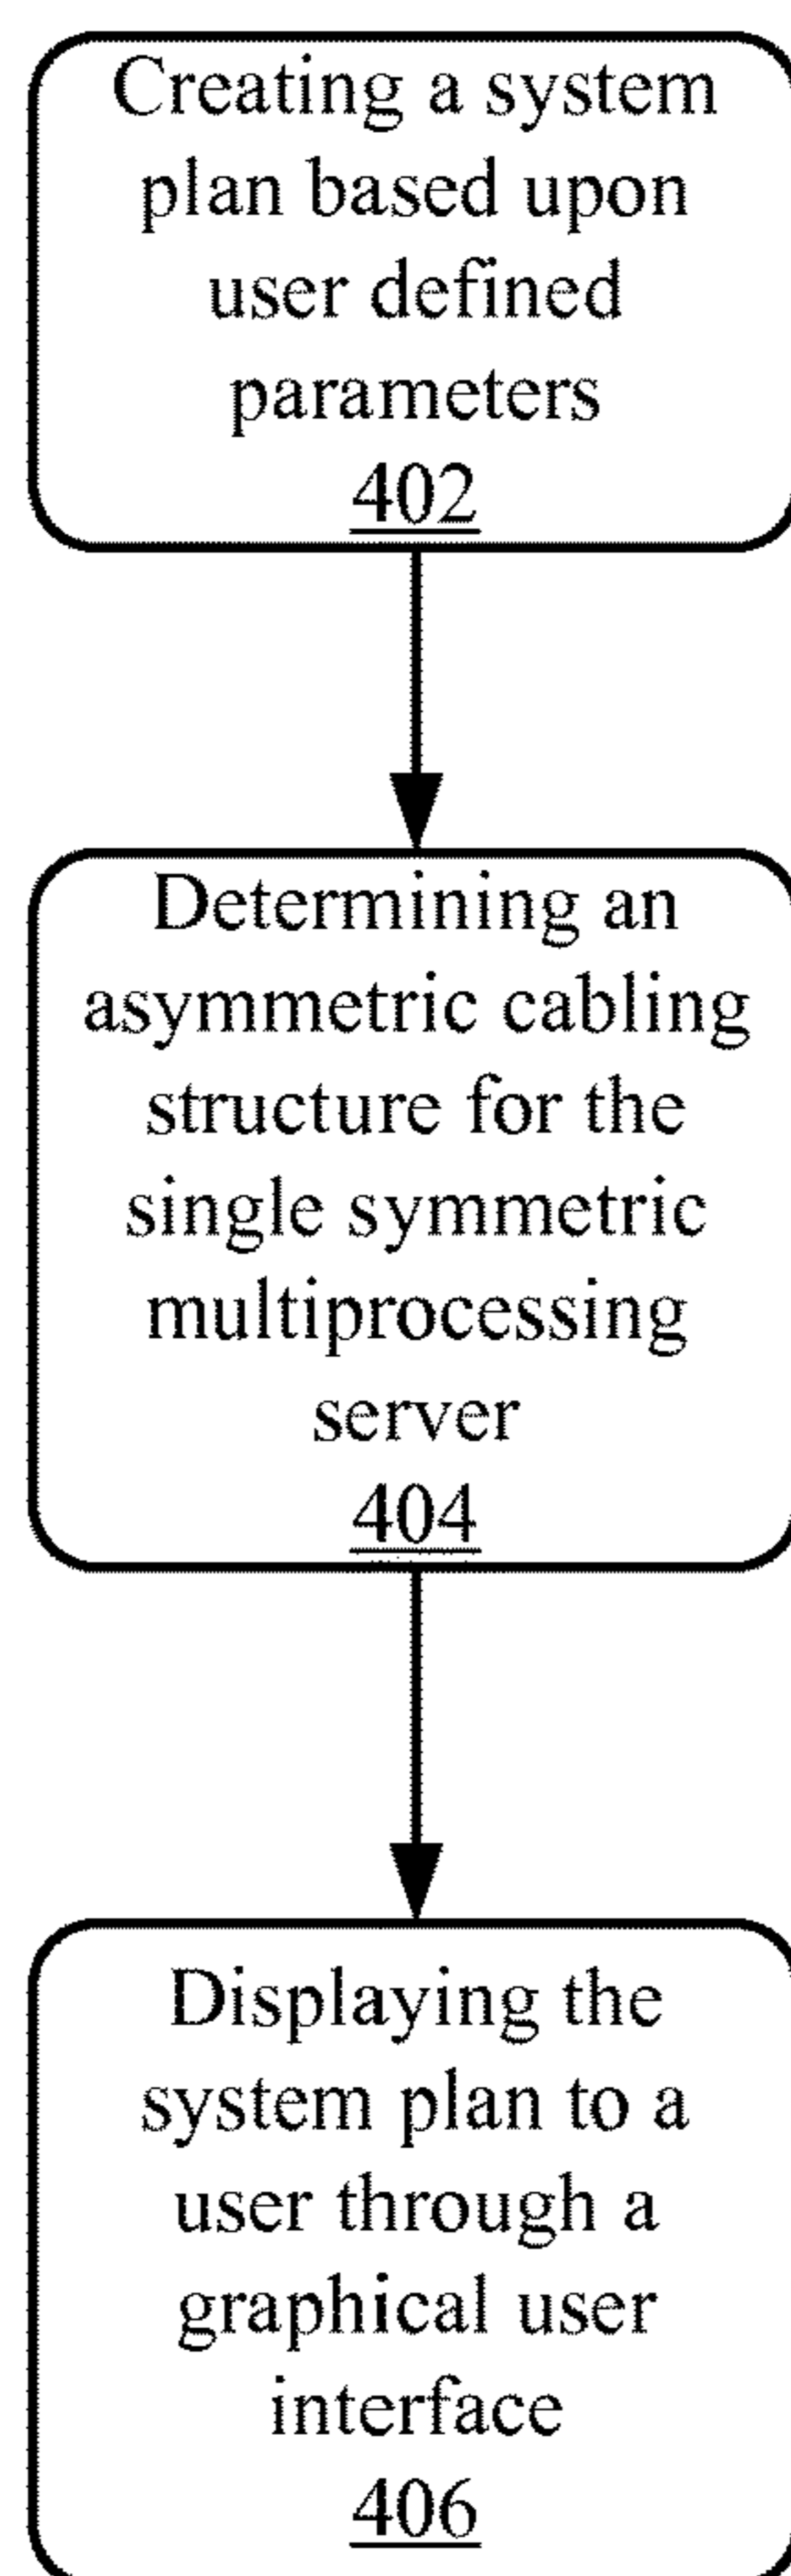 Creating a system
plan based upon
user defined
parameters
402
Determining an
asymmetric cabling
structure for the
single symmetric
multiprocessing
server
404
Displaying the
system plan to a
user through a
graphical user
interface
406